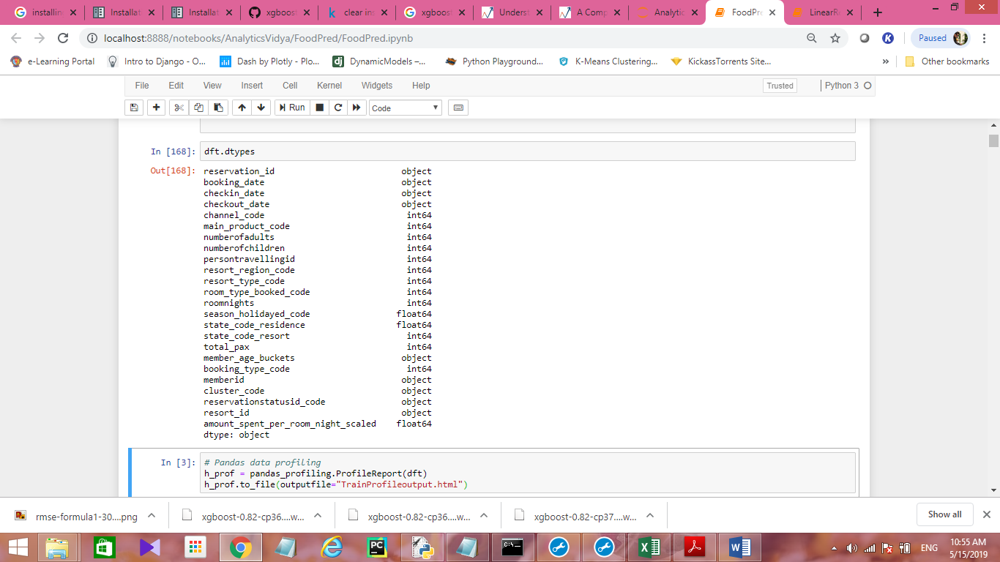 installin
Installat
Installat
xgboost
clear ins
xgboost
Underst
A Comp
Analytic
FoodPre
LinearRe
localhost:8888/notebooks/AnalyticsVidya/FoodPred/FoodPred.ipynb
Paused
e-Learning Portal
Intro to Django - O...
Dash by Plotly - Plo...
DynamicModels –...
Python Playground...
K-Means Clustering...
KickassTorrents Site...
»
Other bookmarks
File Edit View Insert Cell Kernel Widgets Help
Trusted
Python 3
Run
Code
In [168]: dft.dtypes
Out[168]: reservation_id object
booking_date object
checkin_date object
checkout_date object
channel_code int64
main_product_code int64
numberofadults int64
numberofchildren int64
persontravellingid int64
resort_region_code int64
resort_type_code int64
room_type_booked_code int64
roomnights int64
season_holidayed_code float64
state_code_residence float64
state_code_resort int64
total_pax int64
member_age_buckets object
booking_type_code int64
memberid object
cluster_code object
reservationstatusid_code object
resort_id object
amount_spent_per_room_night_scaled float64
dtype: object
In [3]: # Pandas data profiling
h_prof = pandas_profiling.ProfileReport(dft)
h_prof.to_file(outputfile="TrainProfileoutput.html")
rmse-formula1-30....png
xgboost-0.82-cp36....w...
xgboost-0.82-cp36....w...
xgboost-0.82-cp37....w...
Show all
ENG
10:55 AM
5/15/2019